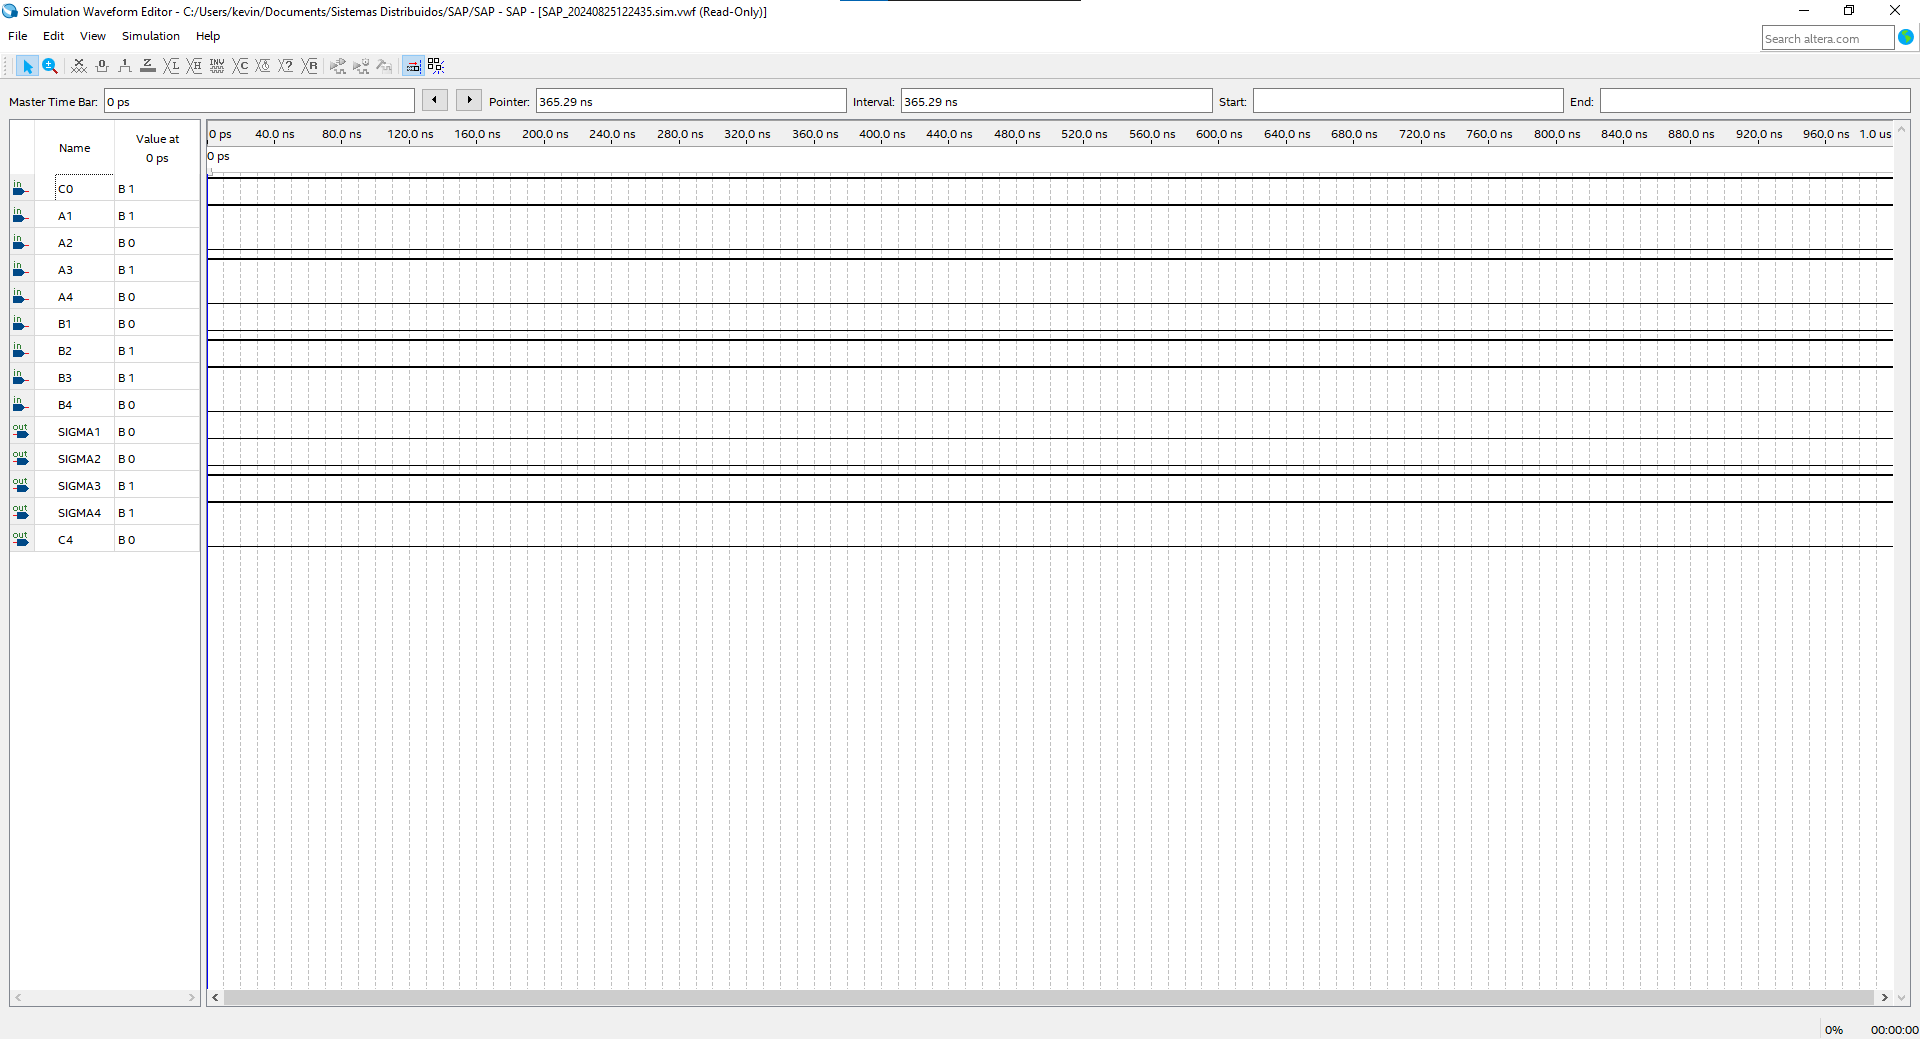 Simulation Waveform Editor - C:/Users/kevin/Documents/Sistemas Distribuidos/SAP/SAP - SAP - [SAP_20240825122435.sim.vwf (Read-Only)]
File Edit View Simulation Help
Search altera.com
Master Time Bar: 0 ps Pointer: 365.29 ns Interval: 365.29 ns Start: End:
Name Value at 0 ps
0 ps 40.0 ns 80.0 ns 120.0 ns 160.0 ns 200.0 ns 240.0 ns 280.0 ns 320.0 ns 360.0 ns 400.0 ns 440.0 ns 480.0 ns 520.0 ns 560.0 ns 600.0 ns 640.0 ns 680.0 ns 720.0 ns 760.0 ns 800.0 ns 840.0 ns 880.0 ns 920.0 ns 960.0 ns 1.0 us
0 ps
in C0 B 1
in A1 B 1
in A2 B 0
in A3 B 1
in A4 B 0
in B1 B 0
in B2 B 1
in B3 B 1
in B4 B 0
out SIGMA1 B 0
out SIGMA2 B 0
out SIGMA3 B 1
out SIGMA4 B 1
out C4 B 0
0% 00:00:00